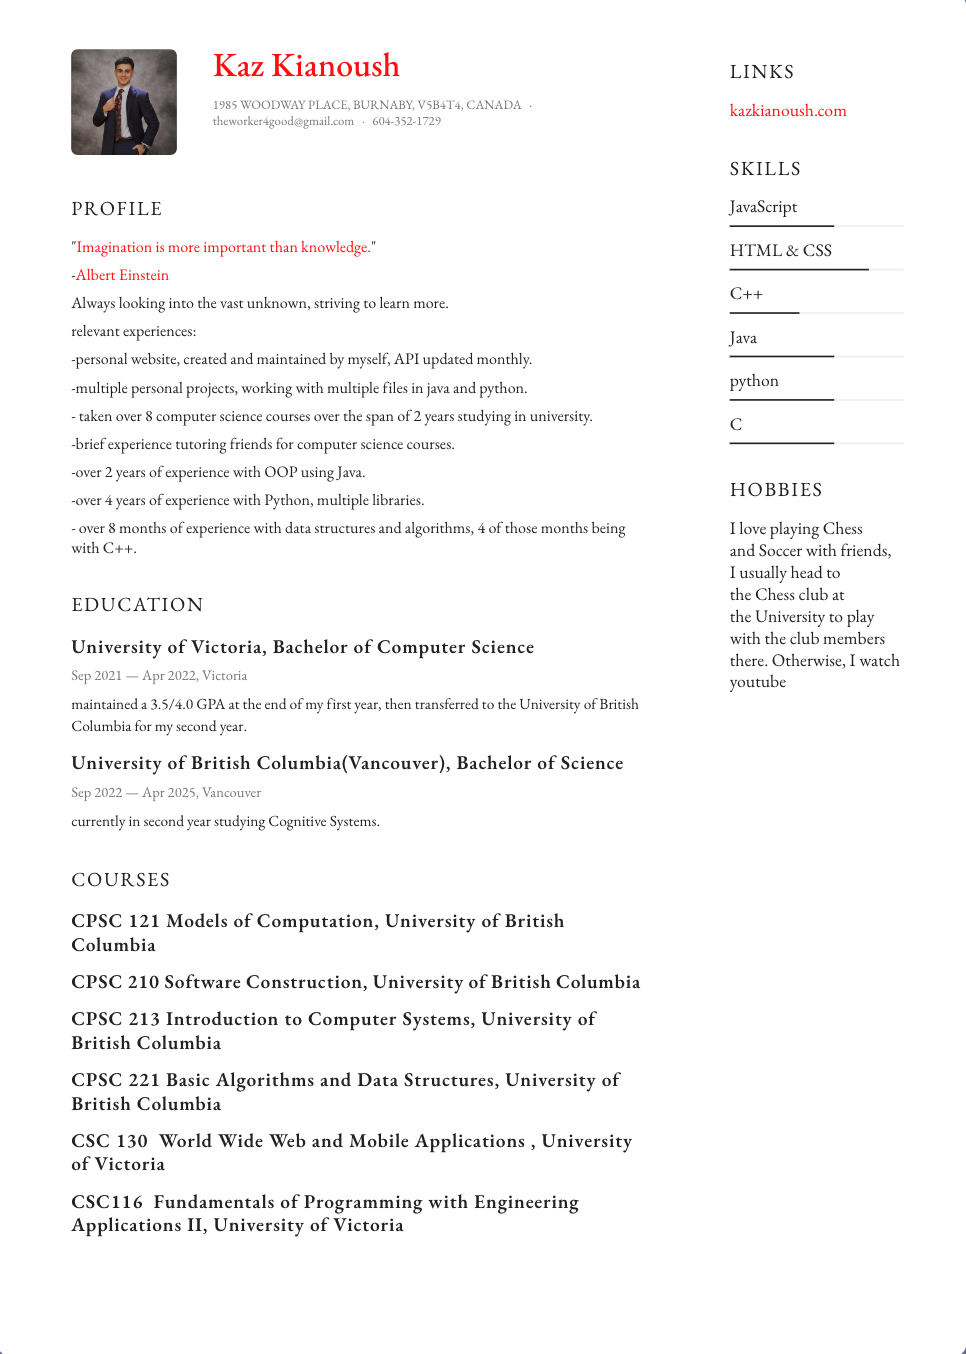 Kaz Kianoush
1985 WOODWAY PLACE, BURNABY, V5B4T4, CANADA ·
theworker4good@gmail.com · 604-352-1729
PROFILE
"Imagination is more important than knowledge."
-Albert Einstein
Always looking into the vast unknown, striving to learn more.
relevant experiences:
-personal website, created and maintained by myself, API updated monthly.
-multiple personal projects, working with multiple files in java and python.
- taken over 8 computer science courses over the span of 2 years studying in university.
-brief experience tutoring friends for computer science courses.
-over 2 years of experience with OOP using Java.
-over 4 years of experience with Python, multiple libraries.
- over 8 months of experience with data structures and algorithms, 4 of those months being
with C++.
EDUCATION
University of Victoria, Bachelor of Computer Science
Sep 2021 — Apr 2022, Victoria
maintained a 3.5/4.0 GPA at the end of my first year, then transferred to the University of British
Columbia for my second year.
University of British Columbia(Vancouver), Bachelor of Science
Sep 2022 — Apr 2025, Vancouver
currently in second year studying Cognitive Systems.
COURSES
CPSC 121 Models of Computation, University of British
Columbia
CPSC 210 Software Construction, University of British Columbia
CPSC 213 Introduction to Computer Systems, University of
British Columbia
CPSC 221 Basic Algorithms and Data Structures, University of
British Columbia
CSC 130  World Wide Web and Mobile Applications , University
of Victoria
CSC116  Fundamentals of Programming with Engineering
Applications II, University of Victoria
LINKS
kazkianoush.com
SKILLS
JavaScript
HTML & CSS
C++
Java
python
C
HOBBIES
I love playing Chess
and Soccer with friends,
I usually head to
the Chess club at
the University to play
with the club members
there. Otherwise, I watch
youtube